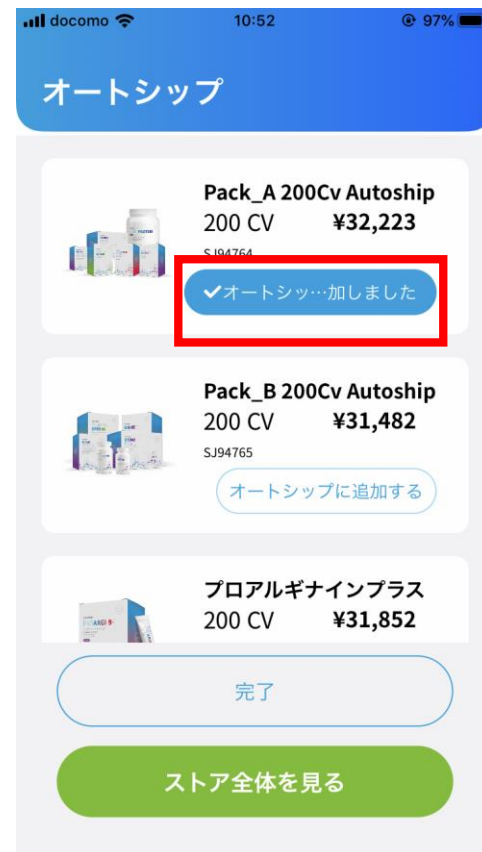 docomo 10:52 97%
オートシップ
Pack_A 200Cv Autoship
200 CV ¥32,223
SJ94764
✓オートシッ…加しました
Pack_B 200Cv Autoship
200 CV ¥31,482
SJ94765
オートシップに追加する
プロアルギナインプラス
200 CV ¥31,852
完了
ストア全体を見る